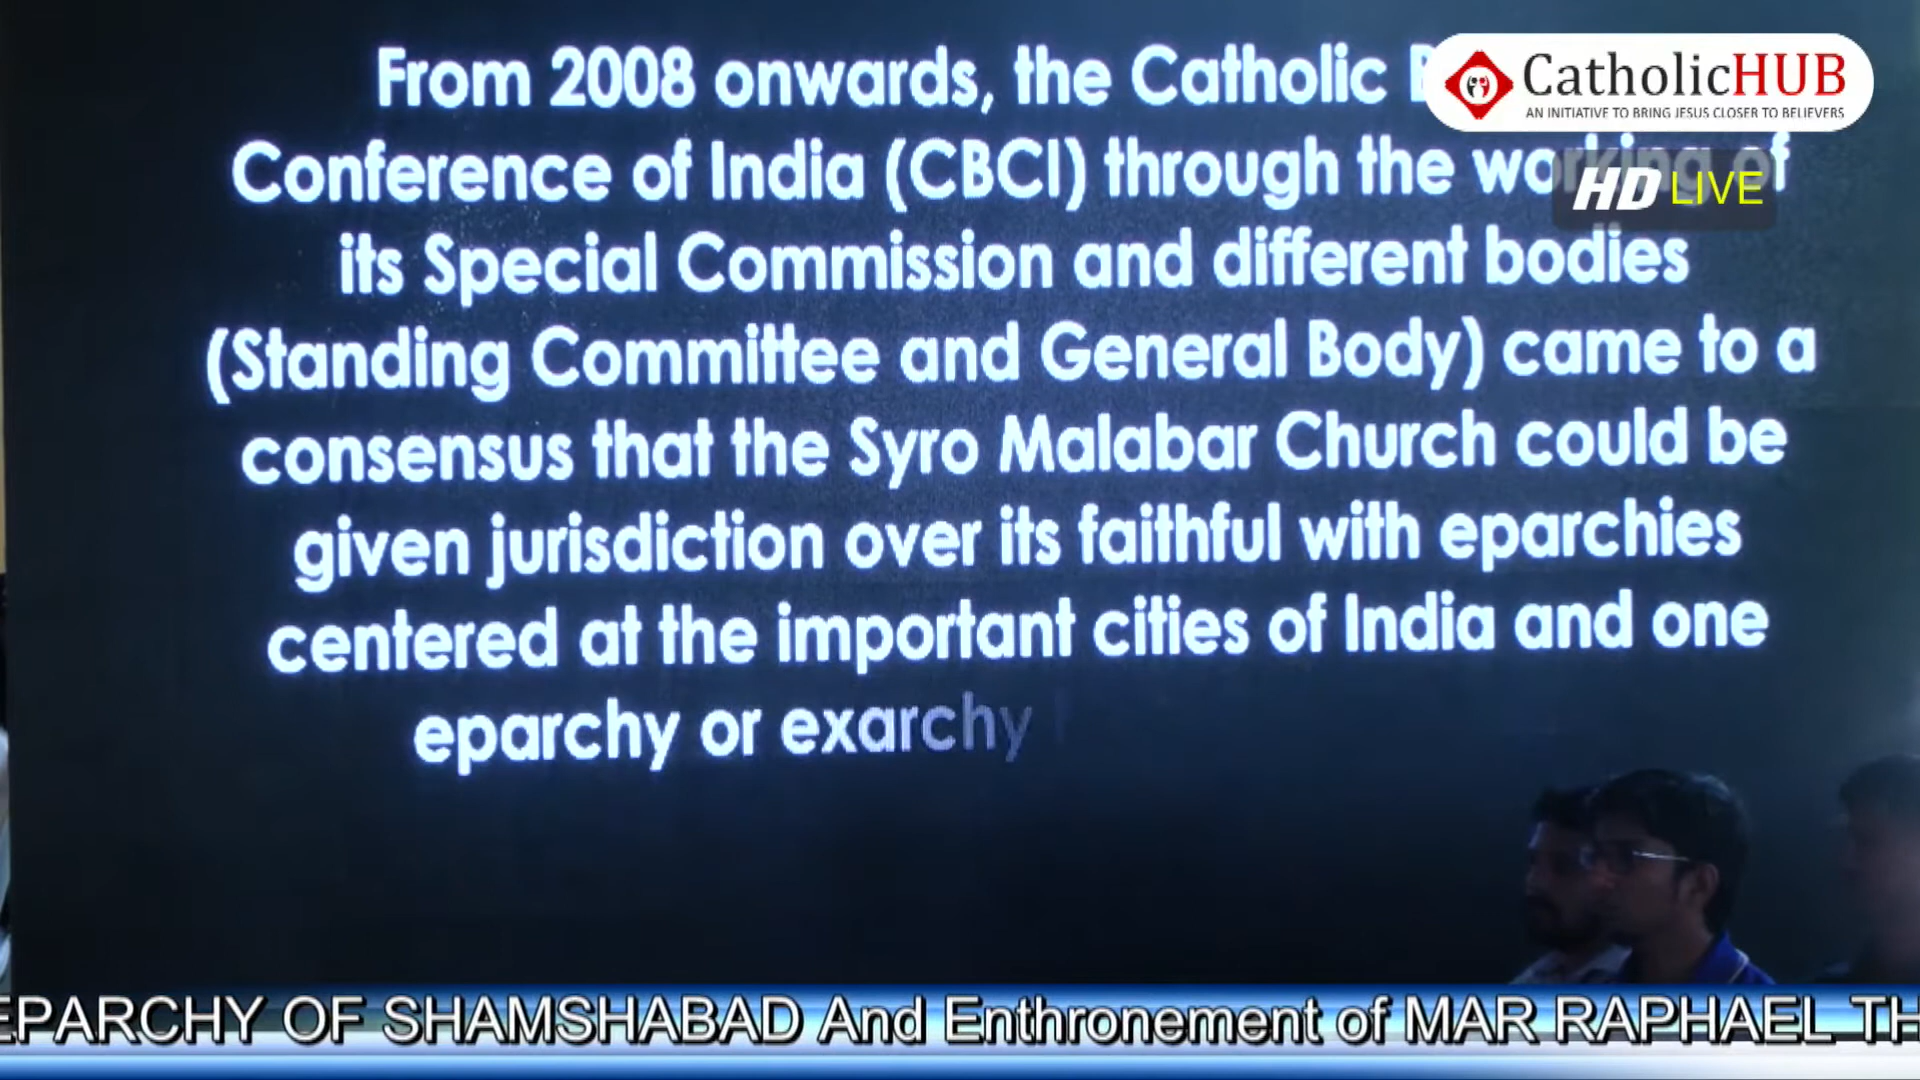 From 2008 onwards, the Catholic
Conference of India (CBCI) through the working of
its Special Commission and different bodies
(Standing Committee and General Body) came to a
consensus that the Syro Malabar Church could be
given jurisdiction over its faithful with eparchies
centered at the important cities of India and one
eparchy or exarchy
CatholicHUB
AN INITIATIVE TO BRING JESUS CLOSER TO BELIEVERS
HD LIVE
EPARCHY OF SHAMSHABAD And Enthronement of MAR RAPHAEL TH